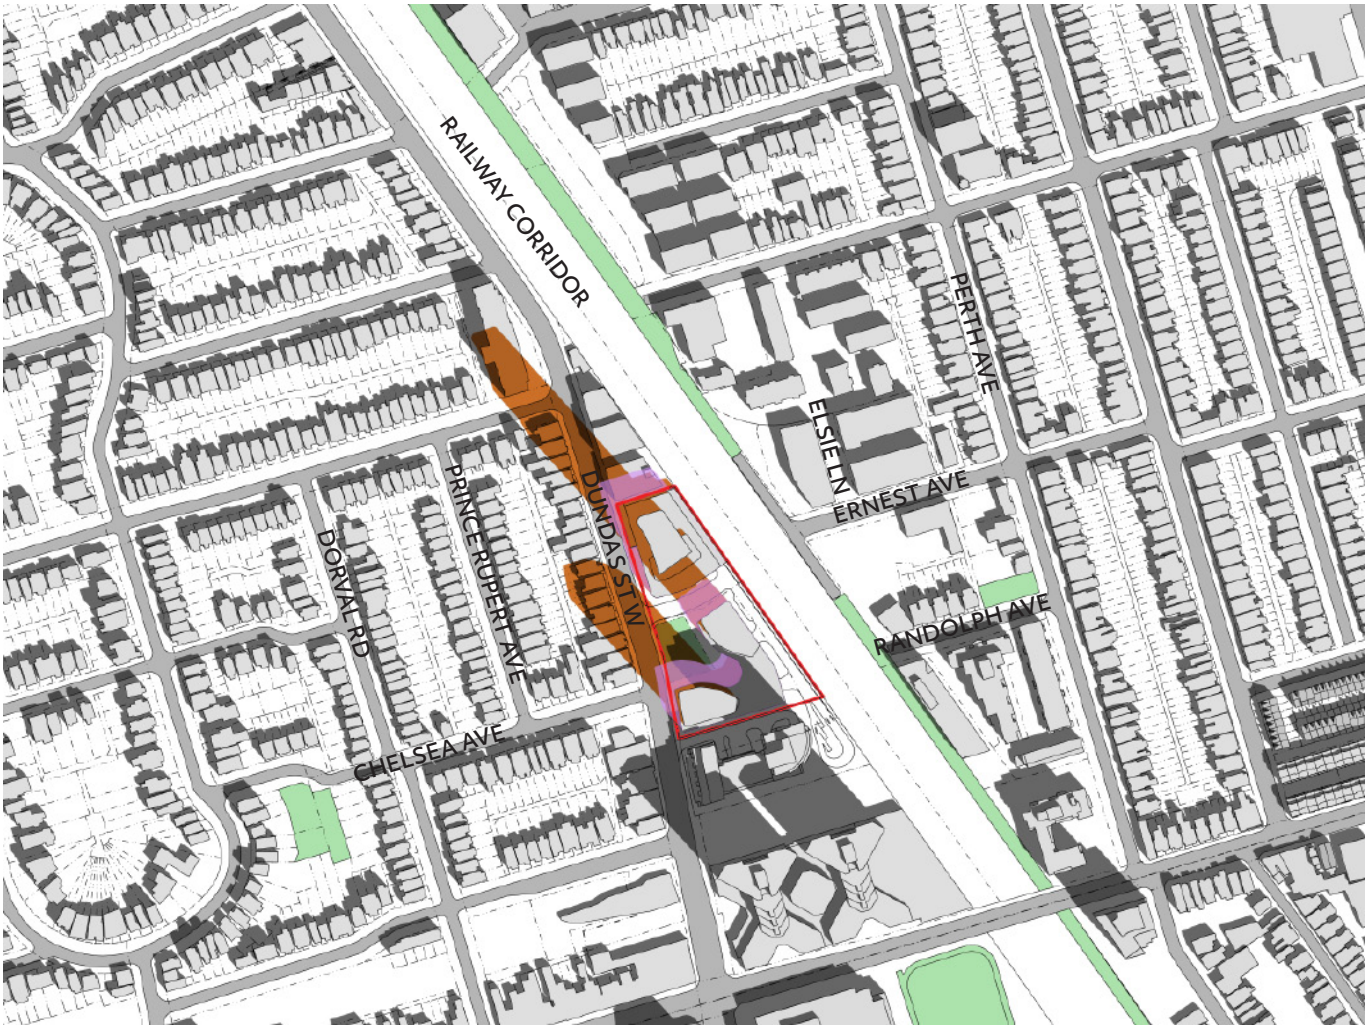 RAILWAY CORRIDOR
PERTH AVE
ELSIE LN
ERNEST AVE
PRINCE RUPERT AVE
DUNDAS ST W
DORVAL RD
RANDOLPH AVE
CHELSEA AVE